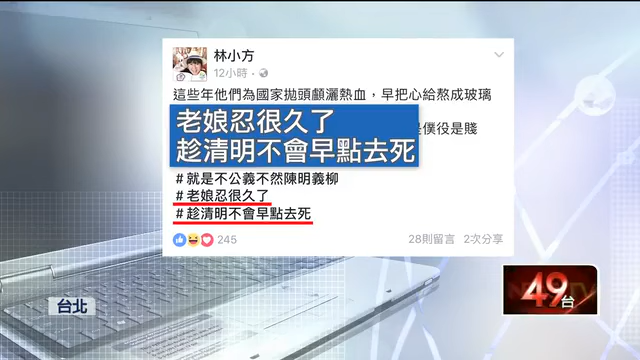 林小方
12小時·
這些年他們為國家拋頭顱灑熱血，早把心給熬成玻璃
老娘忍很久了
是僕役是賤
趁清明不會早點去死
#就是不公義不然陳明義柳
#老娘忍很久了
#趁清明不會早點去死
245
28則留言 2次分享
49台
台北